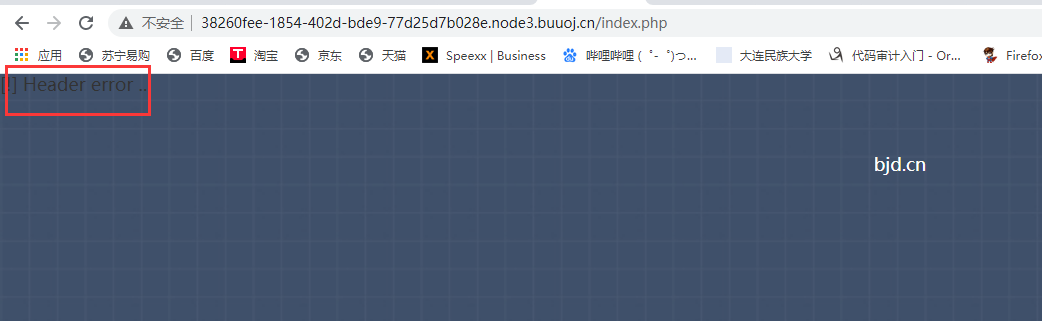 不安全 38260fee-1854-402d-bde9-77d25d7b028e.node3.buuoj.cn/index.php
应用 苏宁易购 百度 T 淘宝 京东 天猫 X Speexx | Business 哔哩哔哩 ( ゜- ゜)つ... 大连民族大学 代码审计入门 - Or... Firefox
[!] Header error ..
bjd.cn